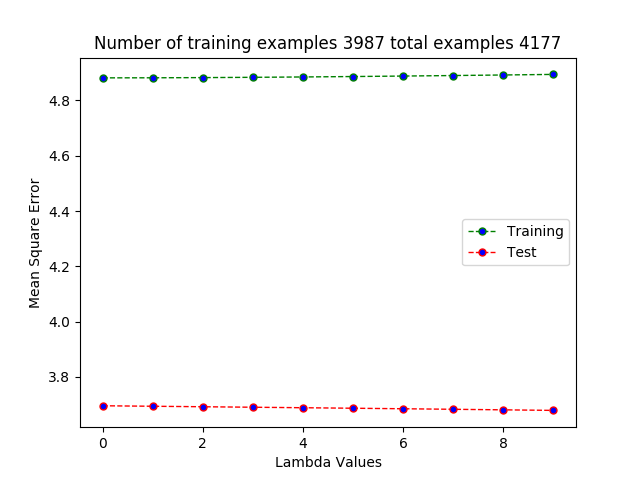 Number of training examples 3987 total examples 4177
Mean Square Error
4.8
4.6
4.4
4.2
4.0
3.8
Training
Test
0 2 4 6 8
Lambda Values